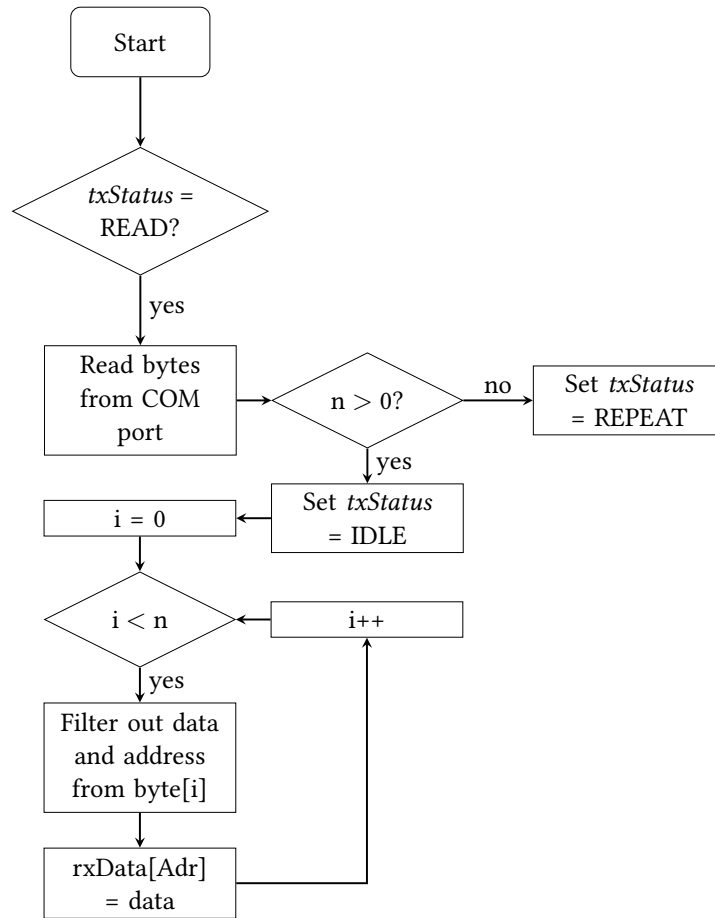 Start
txStatus =
READ?
yes
Read bytes
from COM
port
n > 0?
no
Set txStatus
= REPEAT
yes
Set txStatus
= IDLE
i = 0
i < n
i++
yes
Filter out data
and address
from byte[i]
rxData[Adr]
= data